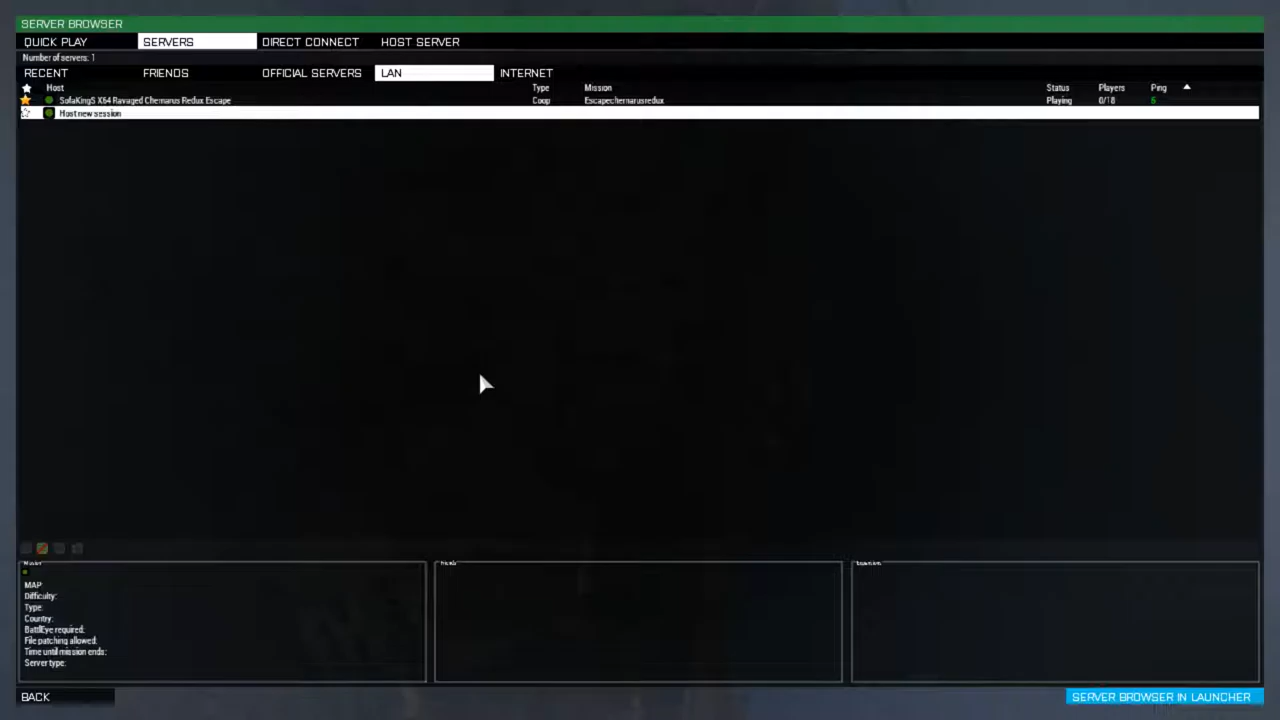 SERVER BROWSER
QUICK PLAY SERVERS DIRECT CONNECT HOST SERVER
Number of servers: 1
RECENT FRIENDS OFFICIAL SERVERS LAN INTERNET
Host Type Mission Status Players Ping
SofaKingS X64 Ravaged Chernarus Redux Escape Coop Escapechernarusredux Playing 0/18 5
Host new session
MAP
Difficulty:
Type:
Country:
BattlEye required:
File patching allowed:
Time until mission ends:
Server type:
BACK SERVER BROWSER IN LAUNCHER